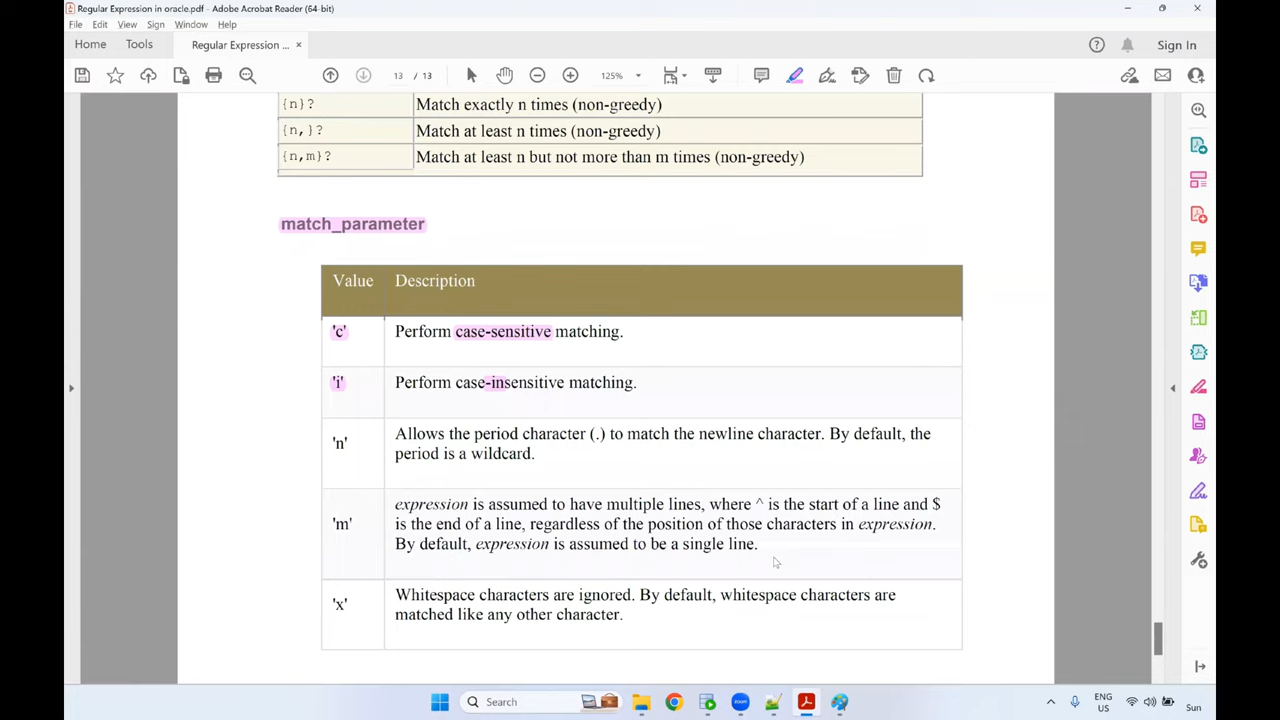 Regular Expression in oracle.pdf - Adobe Acrobat Reader (64-bit)
File Edit View Sign Window Help
Home Tools Regular Expression ... × Sign In
13 / 13 125%
{n}? Match exactly n times (non-greedy)
{n,}? Match at least n times (non-greedy)
{n,m}? Match at least n but not more than m times (non-greedy)
match_parameter
Value Description
'c' Perform case-sensitive matching.
'i' Perform case-insensitive matching.
'n' Allows the period character (.) to match the newline character. By default, the
period is a wildcard.
'm' expression is assumed to have multiple lines, where ^ is the start of a line and $
is the end of a line, regardless of the position of those characters in expression.
By default, expression is assumed to be a single line.
'x' Whitespace characters are ignored. By default, whitespace characters are
matched like any other character.
Search
ENG
US
Sun